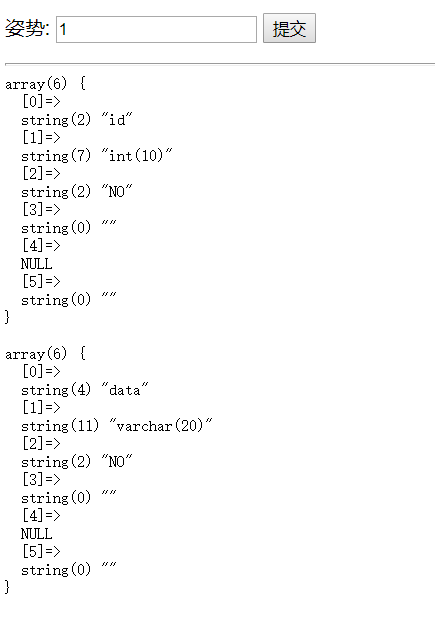 姿势: 1 提交
array(6) {
  [0]=>
  string(2) "id"
  [1]=>
  string(7) "int(10)"
  [2]=>
  string(2) "NO"
  [3]=>
  string(0) ""
  [4]=>
  NULL
  [5]=>
  string(0) ""
}

array(6) {
  [0]=>
  string(4) "data"
  [1]=>
  string(11) "varchar(20)"
  [2]=>
  string(2) "NO"
  [3]=>
  string(0) ""
  [4]=>
  NULL
  [5]=>
  string(0) ""
}